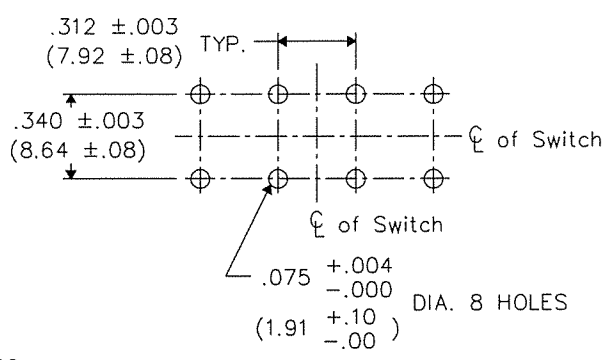 .312 ±.003
(7.92 ±.08)
TYP.
.340 ±.003
(8.64 ±.08)
℄ of Switch
℄ of Switch
.075 +.004
-.000
DIA. 8 HOLES
(1.91 +.10
-.00 )